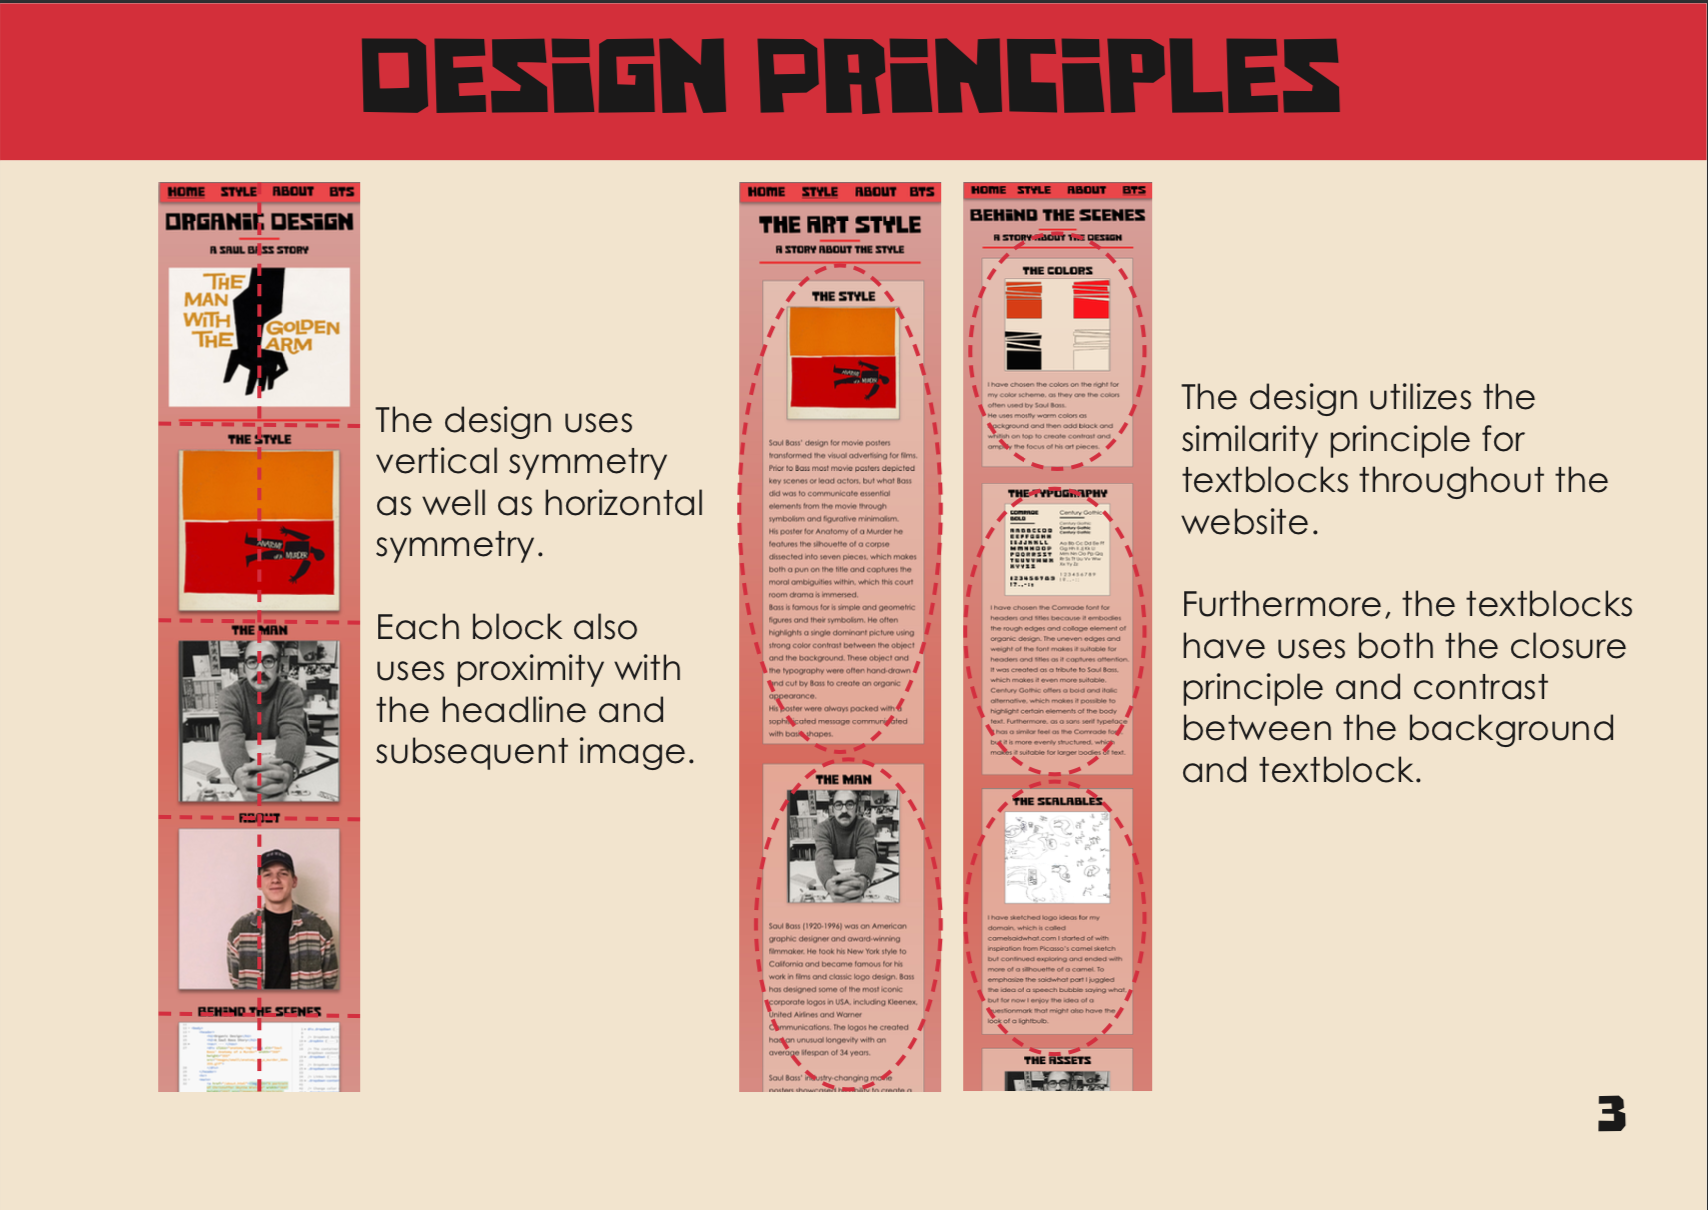 DESIGN PRINCIPLES
HOME STYLE ABOUT BTS
ORGANIC DESIGN
A SAUL BASS STORY
THE
MAN
WITH
THE
GOLDEN
ARM
THE STYLE
ANATOMY MURDER
THE MAN
ABOUT
BEHIND THE SCENES
The design uses
vertical symmetry
as well as horizontal
symmetry.
Each block also
uses proximity with
the headline and
subsequent image.
HOME STYLE ABOUT BTS
THE ART STYLE
A STORY ABOUT THE STYLE
THE STYLE
Saul Bass' design for movie posters
transformed the visual advertising for films.
Prior to Bass most movie posters depicted
key scenes or lead actors, but what Bass
did was to communicate essential
elements from the movie through
symbolism and figurative minimalism.
His poster for Anatomy of a Murder he
features the silhouette of a corpse
dissected into seven pieces, which makes
both a pun on the title and captures the
moral ambiguities within, which this court
room drama is immersed.
Bass is famous for is simple and geometric
figures and their symbolism. He often
highlights a single dominant picture using
strong color contrast between the object
and the background. These object and
the typography were often hand-drawn
and cut by Bass to create an organic
appearance.
His poster were always packed with a
sophisticated message communicated
with basic shapes.
THE MAN
Saul Bass (1920-1996) was an American
graphic designer and award-winning
filmmaker. He took his New York style to
California and became famous for his
work in films and classic logo design. Bass
has designed some of the most iconic
corporate logos in USA, including Kleenex,
United Airlines and Warner
Communications. The logos he created
had an unusual longevity with an
average lifespan of 34 years.
Saul Bass' industry-changing movie
posters showcased his ability to create a
HOME STYLE ABOUT BTS
BEHIND THE SCENES
A STORY ABOUT THE DESIGN
THE COLORS
I have chosen the colors on the right for
my color scheme, as they are the colors
often used by Saul Bass.
He uses mostly warm colors as
background and then add black and
whitish on top to create contrast and
amplify the focus of his art pieces.
THE TYPOGRAPHY
COMRADE
BOLD
Century Gothic
Century Gothic
Century Gothic
1234567890
I have chosen the Comrade font for
headers and titles because it embodies
the rough edges and collage element of
organic design. The uneven edges and
weight of the font makes it suitable for
headers and titles as it captures attention.
It was created as a tribute to Saul Bass,
which makes it even more suitable.
Century Gothic offers a bold and italic
alternative, which makes it possible to
highlight certain elements of the body
text. Furthermore, as a sans serif typeface
has a similar feel as the Comrade font
but it is more evenly structured, which
makes it suitable for larger bodies of text.
THE SCALABLES
I have sketched logo ideas for my
domain, which is called
camelsaidwhat.com I started of with
inspiration from Picasso's camel sketch
but continued exploring and ended with
more of a silhouette of a camel. To
emphasize the saidwhat part I juggled
the idea of a speech bubble saying what,
but for now I enjoy the idea of a
questionmark that might also have the
look of a lightbulb.
THE ASSETS
The design utilizes the
similarity principle for
textblocks throughout the
website.
Furthermore, the textblocks
have uses both the closure
principle and contrast
between the background
and textblock.
3